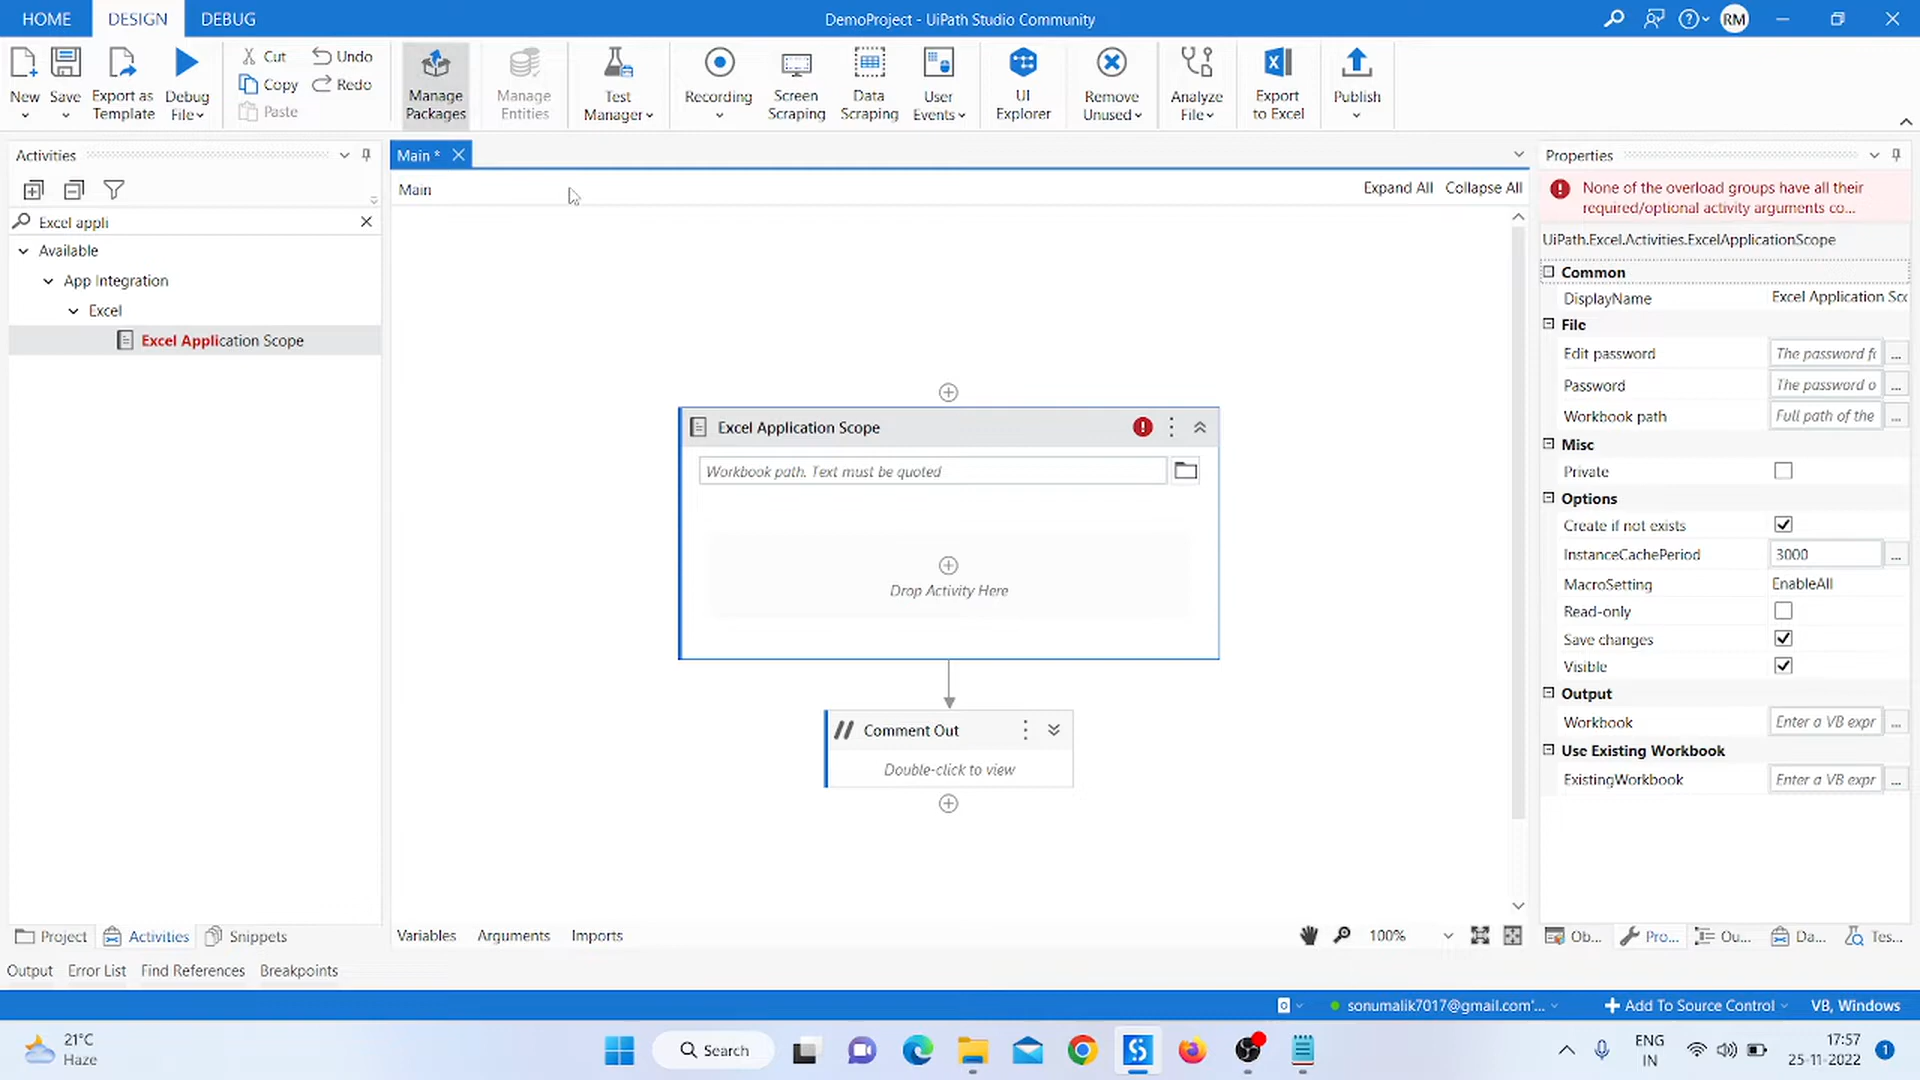 HOME DESIGN DEBUG
DemoProject - UiPath Studio Community
RM
New
Save
Export as
Template
Debug
File
Cut
Copy
Paste
Undo
Redo
Manage
Packages
Manage
Entities
Test
Manager
Recording
Screen
Scraping
Data
Scraping
User
Events
UI
Explorer
Remove
Unused
Analyze
File
Export
to Excel
Publish
Activities
Excel appli
Available
App Integration
Excel
Excel Application Scope
Main *
Main
Expand All Collapse All
Excel Application Scope
Workbook path. Text must be quoted
Drop Activity Here
Comment Out
Double-click to view
Properties
None of the overload groups have all their
required/optional activity arguments co...
UiPath.Excel.Activities.ExcelApplicationScope
Common
DisplayName Excel Application Sco
File
Edit password The password fo ...
Password The password o ...
Workbook path Full path of the ...
Misc
Private
Options
Create if not exists
InstanceCachePeriod 3000 ...
MacroSetting EnableAll
Read-only
Save changes
Visible
Output
Workbook Enter a VB expr ...
Use Existing Workbook
ExistingWorkbook Enter a VB expr ...
Project Activities Snippets
Variables Arguments Imports
100%
Ob... Pro... Ou... Da... Tes...
Output Error List Find References Breakpoints
sonumalik7017@gmail.com'... Add To Source Control VB, Windows
21°C
Haze
Search
ENG
IN
17:57
25-11-2022
1